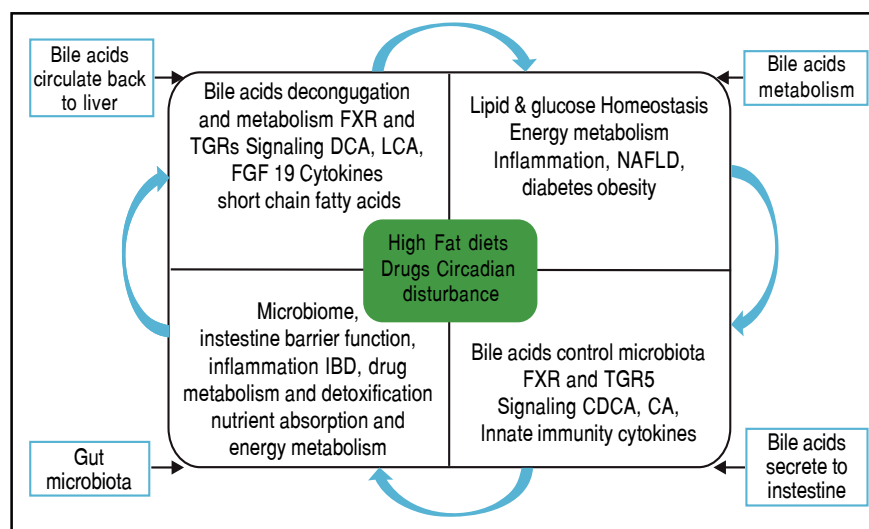 Bile acids
circulate back
to liver
Bile acids decongugation
and metabolism FXR and
TGRs Signaling DCA, LCA,
FGF 19 Cytokines
short chain fatty acids
Lipid & glucose Homeostasis
Energy metabolism
Inflammation, NAFLD,
diabetes obesity
Bile acids
metabolism
High Fat diets
Drugs Circadian
disturbance
Microbiome,
instestine barrier function,
inflammation IBD, drug
metabolism and detoxification
nutrient absorption and
energy metabolism
Bile acids control microbiota
FXR and TGR5
Signaling CDCA, CA,
Innate immunity cytokines
Gut
microbiota
Bile acids
secrete to
instestine